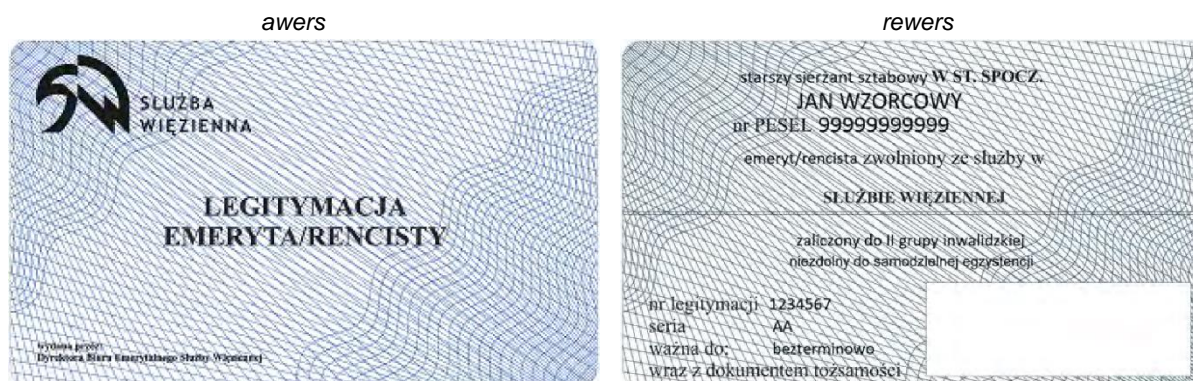 awers
SŁUŻBA
WIĘZIENNA
LEGITYMACJA
EMERYTA/RENCISTY
wydana przez:
Dyrektora Biura Emerytalnego Służby Więziennej
rewers
starszy sierżant sztabowy W ST. SPOCZ.
JAN WZORCOWY
nr PESEL 99999999999
emeryt/rencista zwolniony ze służby w
SŁUŻBIE WIĘZIENNEJ
zaliczony do II grupy inwalidzkiej
niezdolny do samodzielnej egzystencji
nr legitymacji 1234567
seria AA
ważna do: bezterminowo
wraz z dokumentem tożsamości